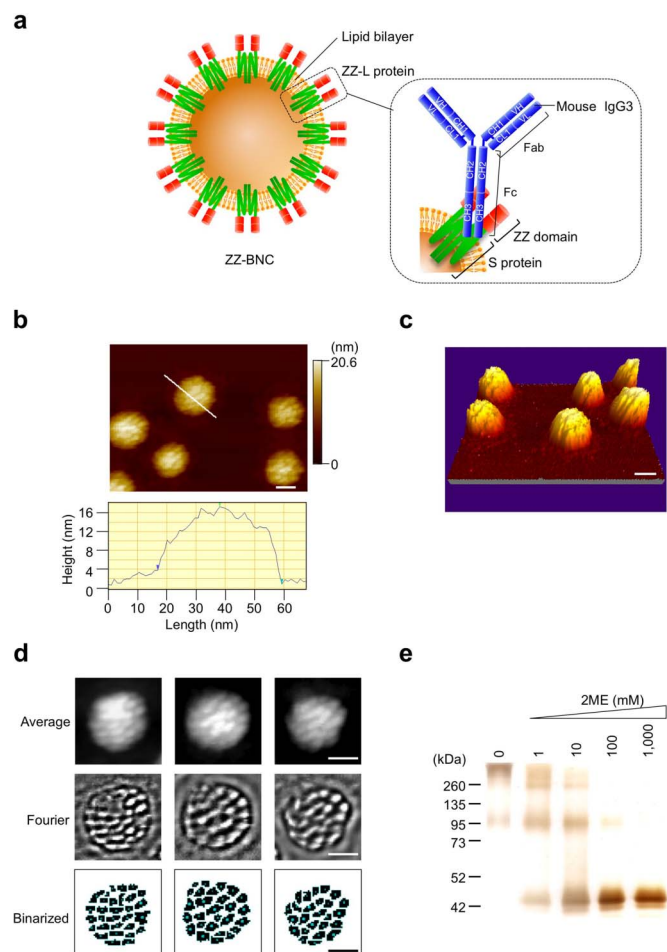 a
Lipid bilayer
ZZ-L protein
ZZ-BNC
VH
VL
CH1
CL1
CH1
CL1
VH
VL
Mouse IgG3
Fab
CH2
CH2
Fc
CH3
CH3
ZZ domain
S protein
b
(nm)
20.6
0
Height (nm)
16
12
8
4
0
0 10 20 30 40 50 60
Length (nm)
c
d
Average
Fourier
Binarized
e
2ME (mM)
(kDa)
0 1 10 100 1,000
260
135
95
73
52
42